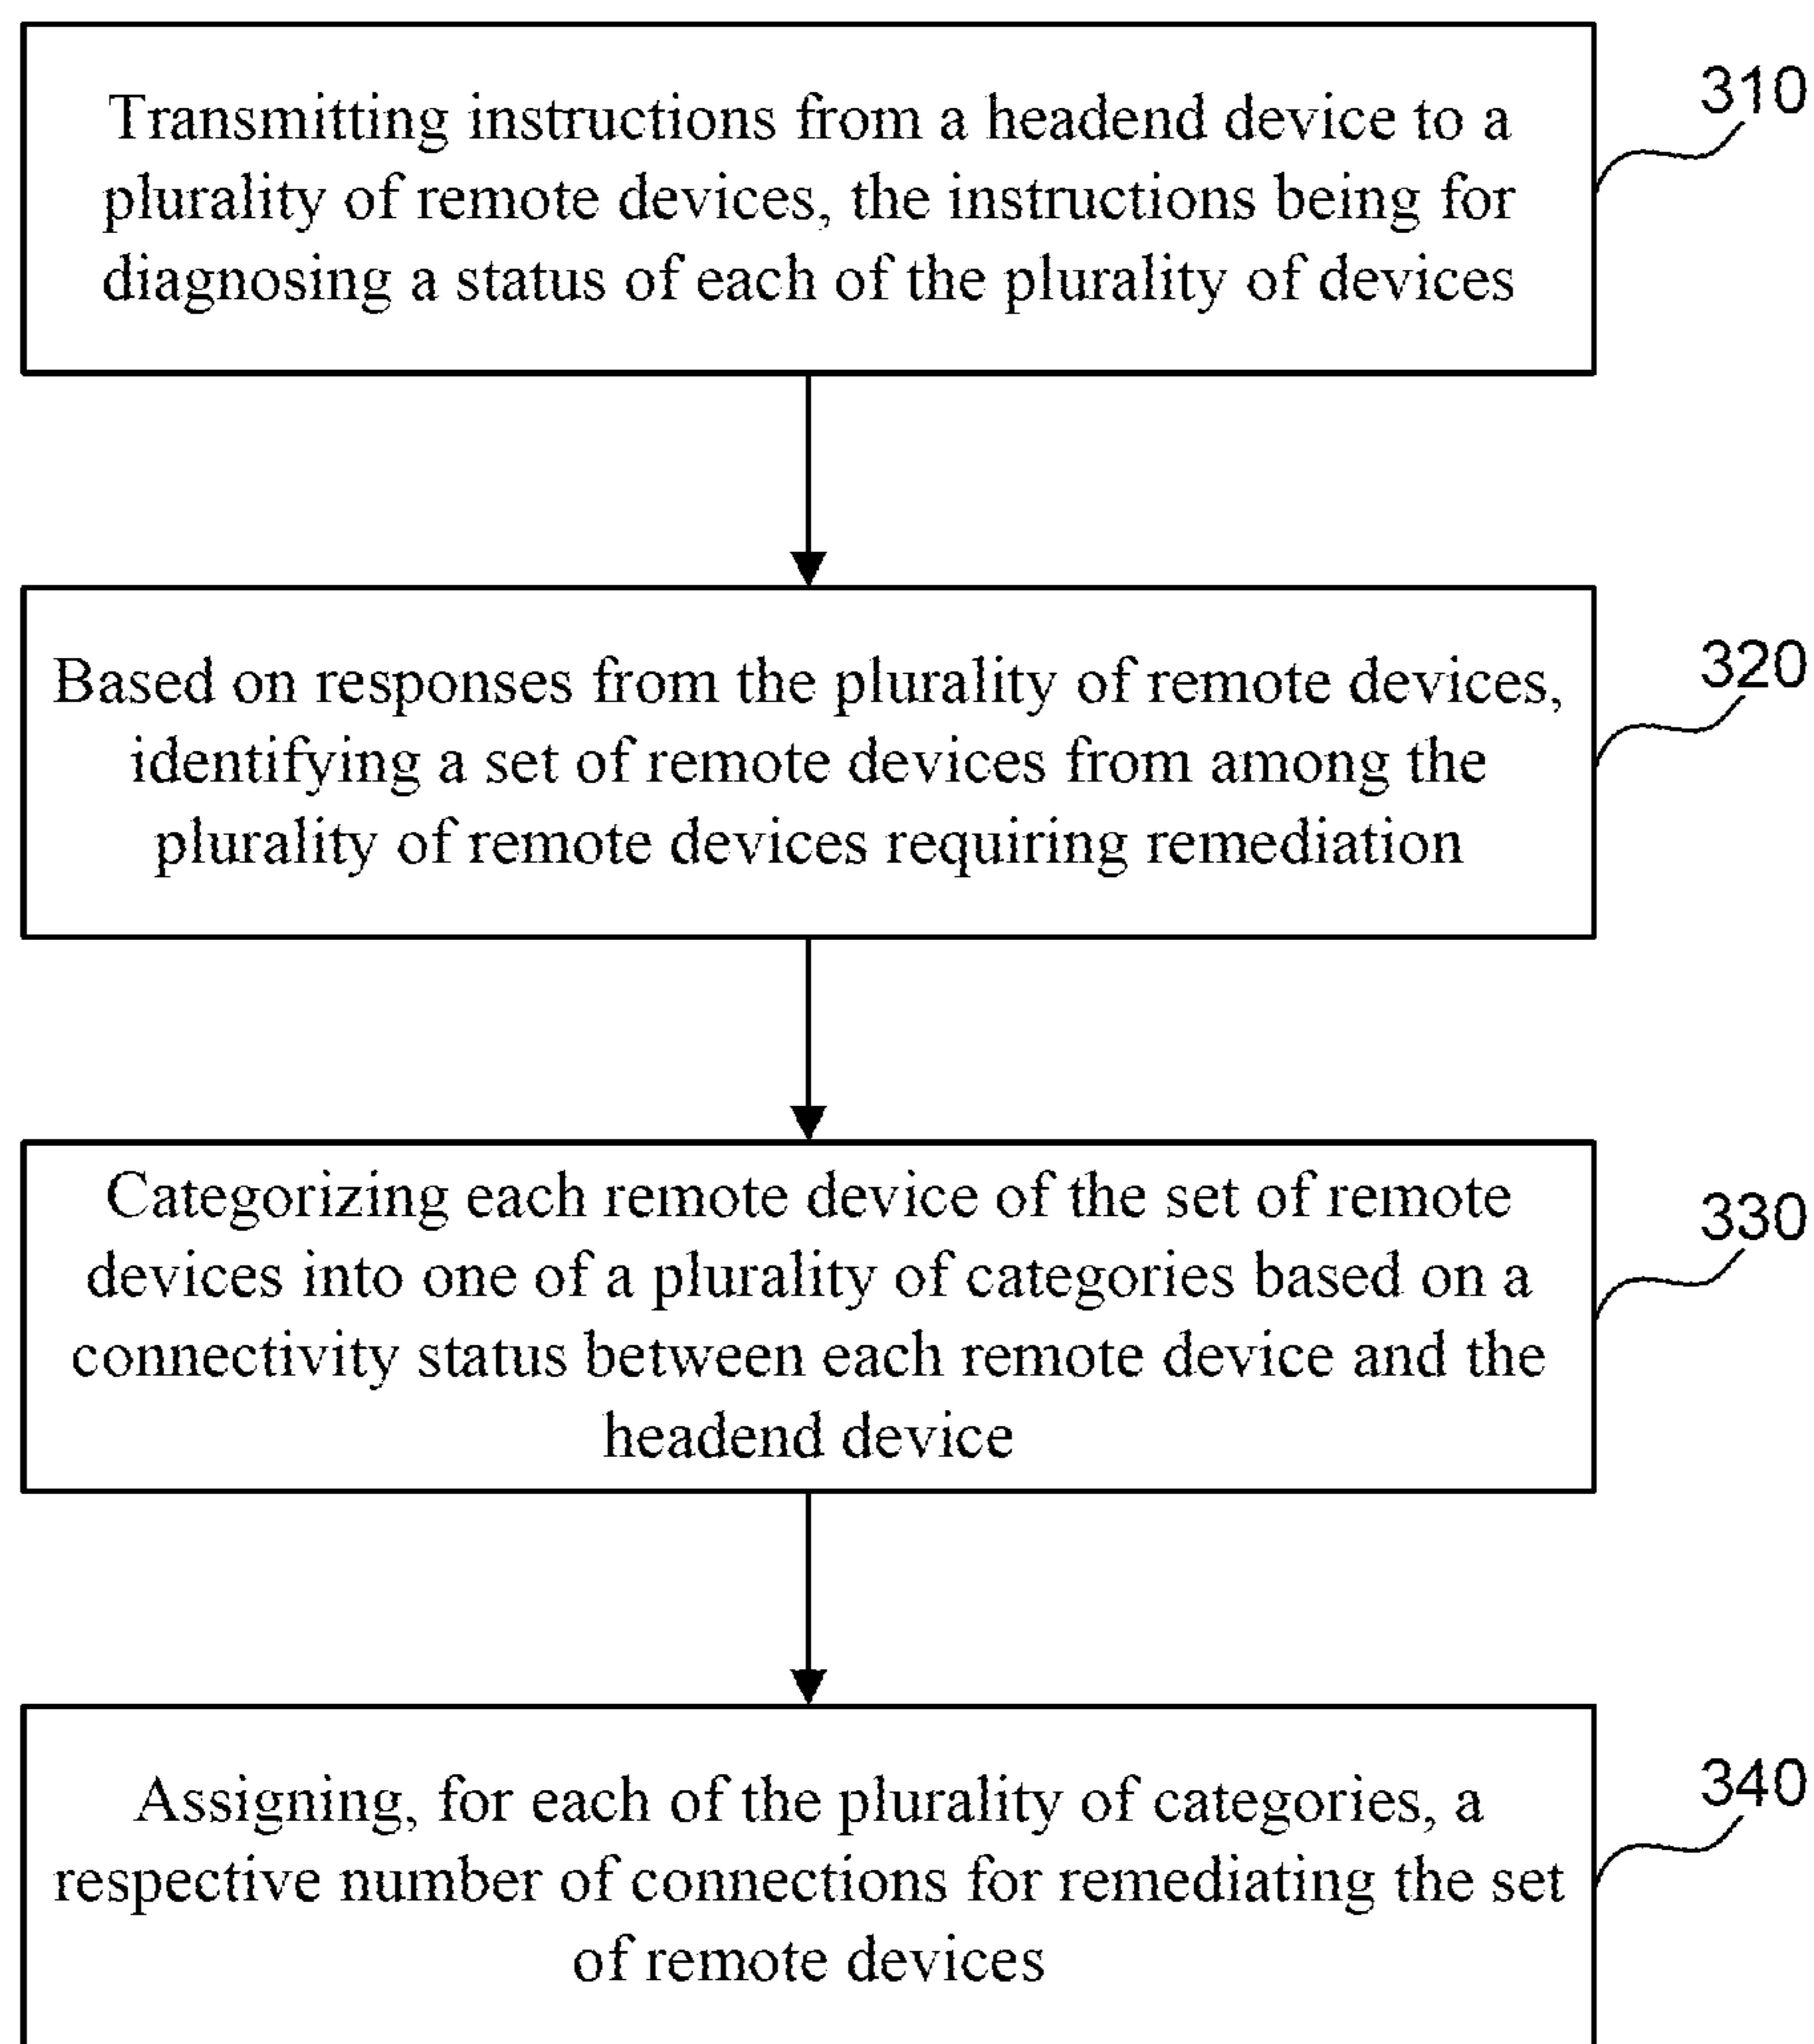 Transmitting instructions from a headend device to a
plurality of remote devices, the instructions being for
diagnosing a status of each of the plurality of devices
310
Based on responses from the plurality of remote devices,
identifying a set of remote devices from among the
plurality of remote devices requiring remediation
320
Categorizing each remote device of the set of remote
devices into one of a plurality of categories based on a
connectivity status between each remote device and the
headend device
330
Assigning, for each of the plurality of categories, a
respective number of connections for remediating the set
of remote devices
340